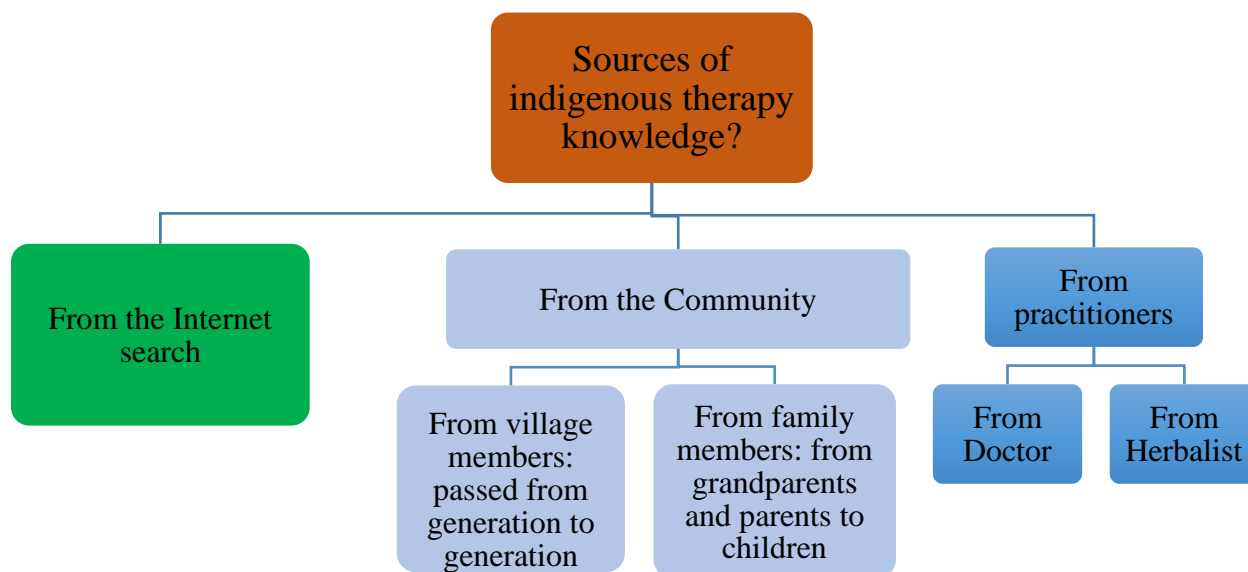 Sources of
indigenous therapy
knowledge?
From the Internet
search
From the Community
From
practitioners
From village
members:
passed from
generation to
generation
From family
members: from
grandparents
and parents to
children
From
Doctor
From
Herbalist